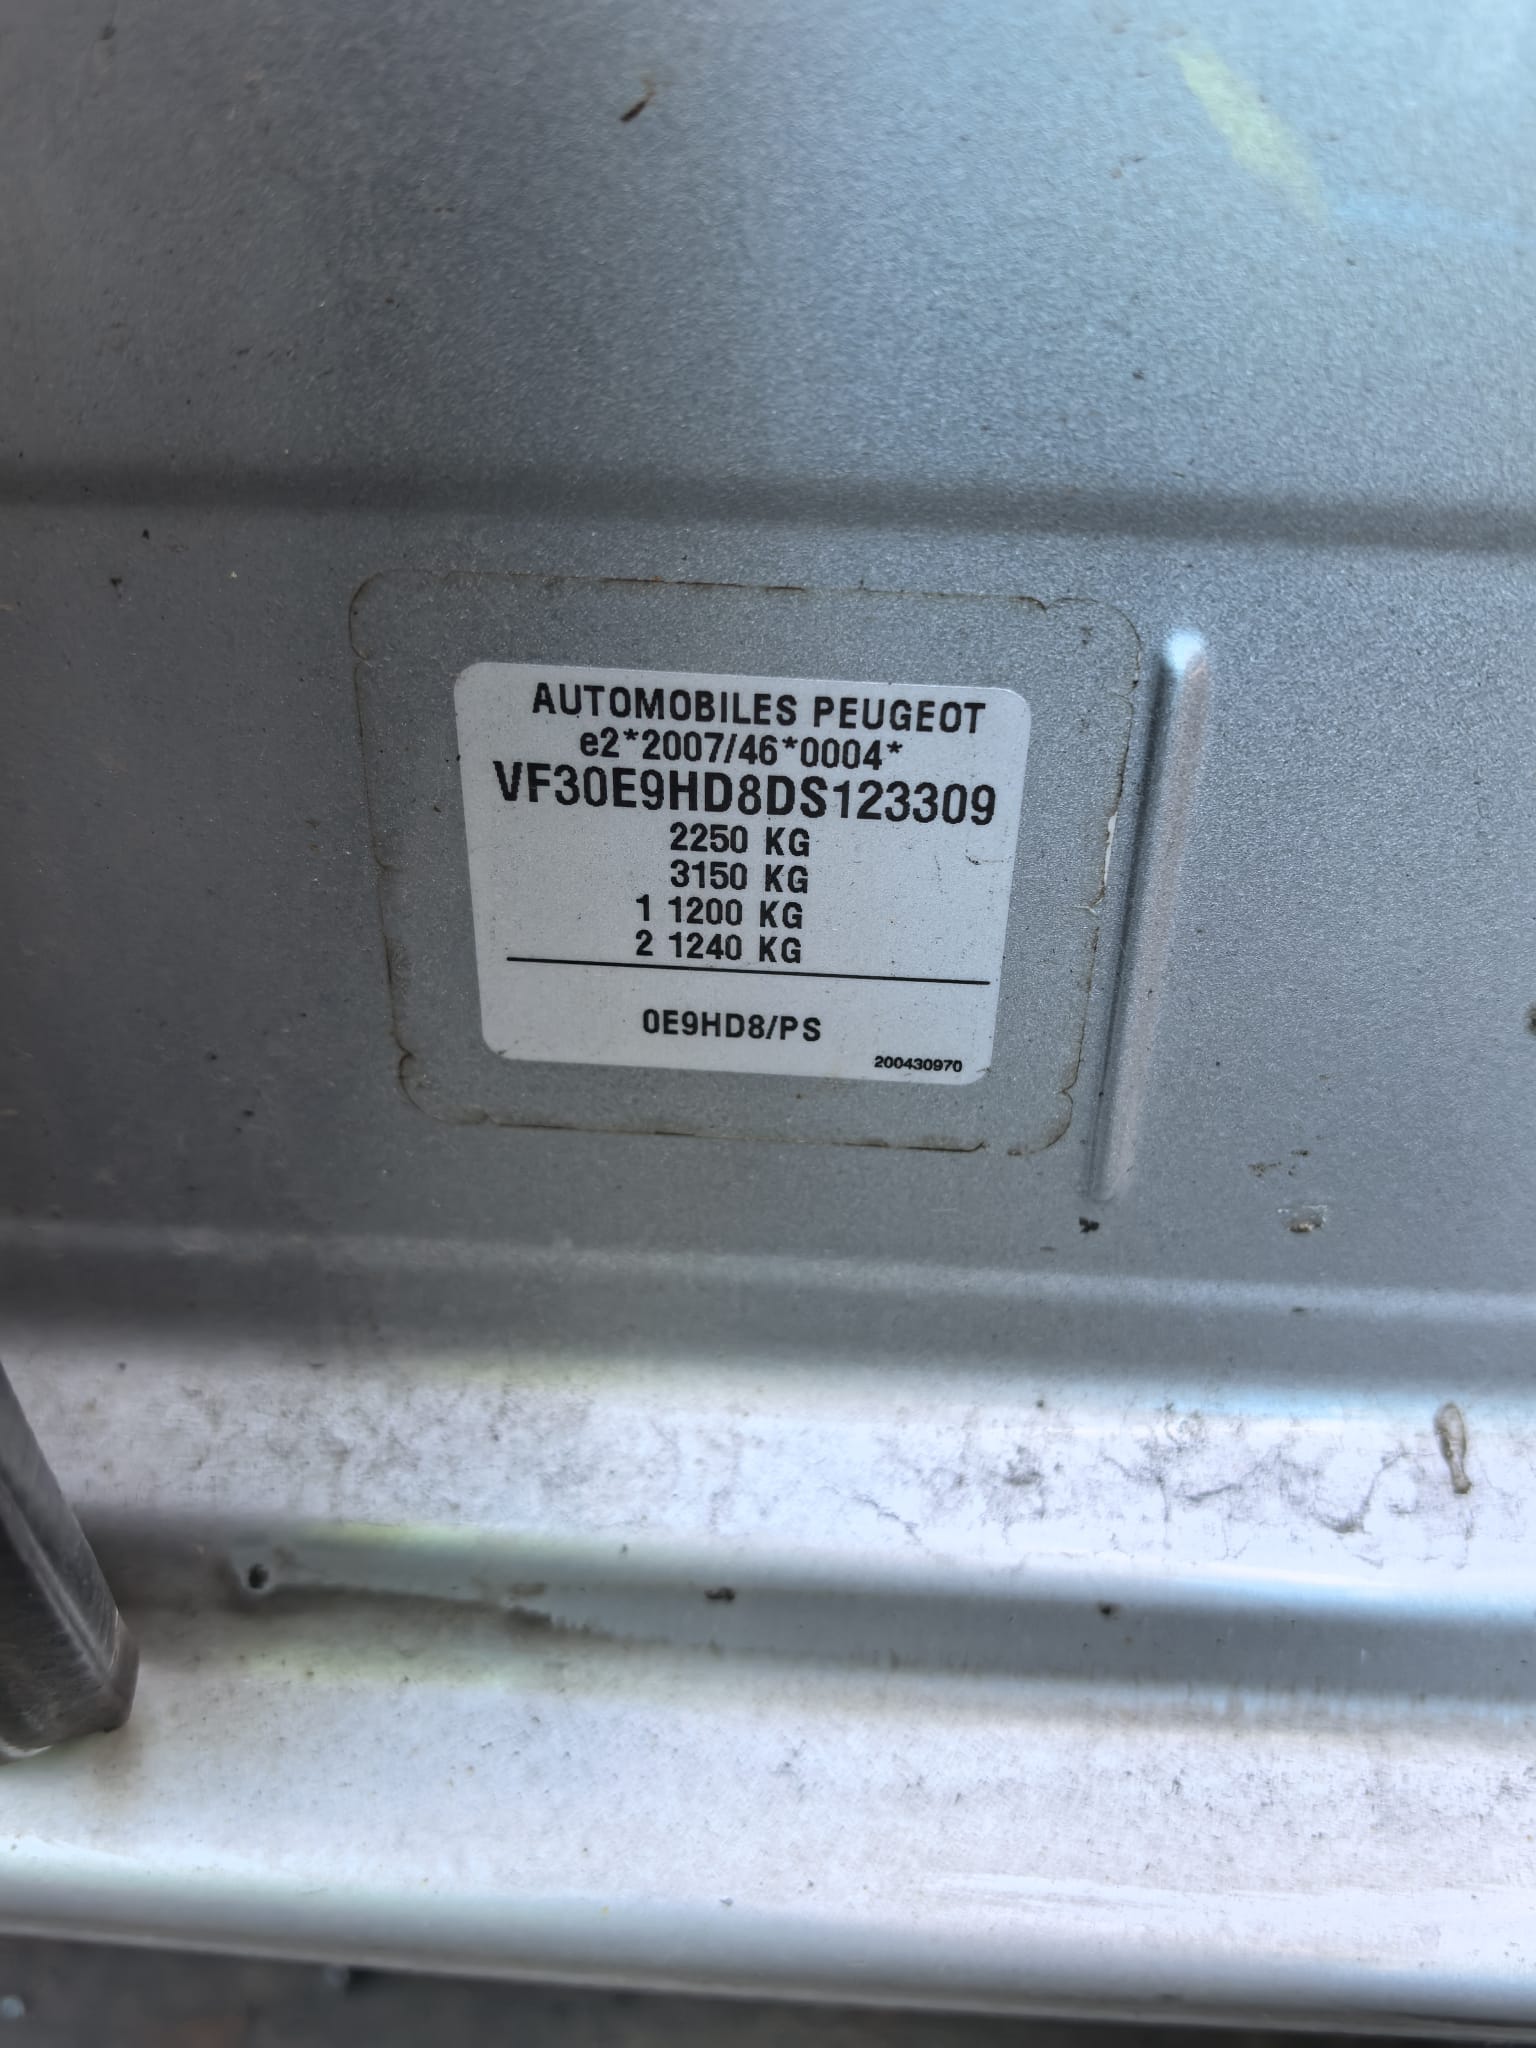 AUTOMOBILES PEUGEOT
e2*2007/46*0004*
VF30E9HD8DS123309
2250 KG
3150 KG
1 1200 KG
2 1240 KG
0E9HD8/PS
200430970